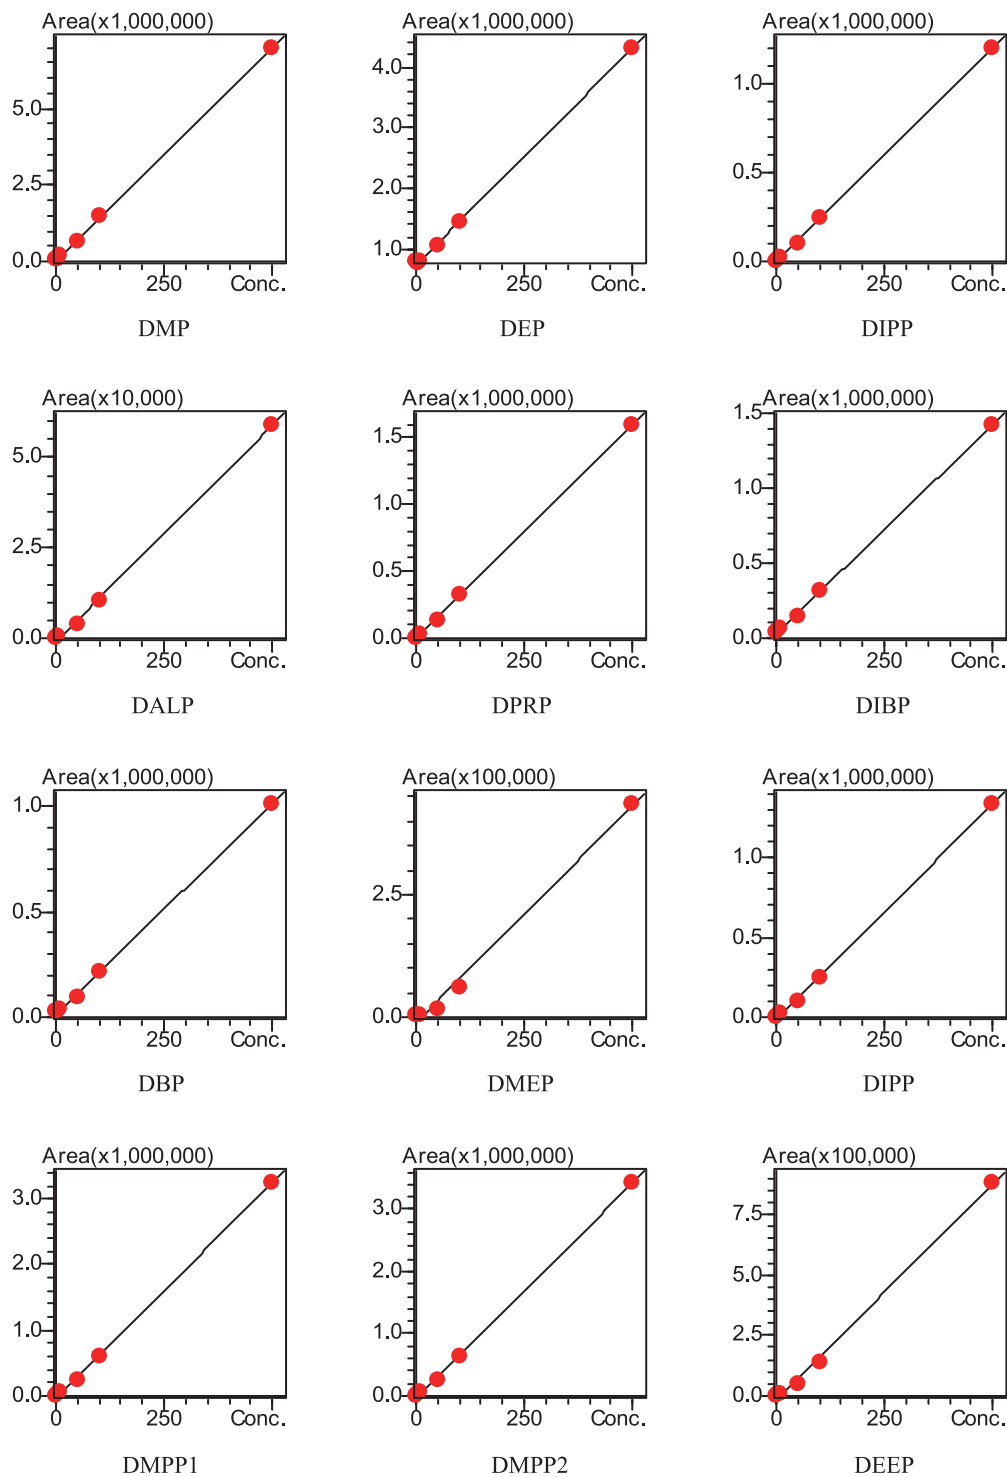 Area(x1,000,000) Area(x1,000,000) Area(x1,000,000)
5.0 4.0 1.0
3.0
2.5 2.0 0.5
1.0
0.0 0.0
0 250 Conc. 0 250 Conc. 0 250 Conc.
DMP DEP DIPP
Area(x10,000) Area(x1,000,000) Area(x1,000,000)
5.0 1.5 1.5
1.0 1.0
2.5 0.5 0.5
0.0 0.0 0.0
0 250 Conc. 0 250 Conc. 0 250 Conc.
DALP DPRP DIBP
Area(x1,000,000) Area(x100,000) Area(x1,000,000)
1.0 2.5 1.0
0.5 0.5
0.0 0.0 0.0
0 250 Conc. 0 250 Conc. 0 250 Conc.
DBP DMEP DIPP
Area(x1,000,000) Area(x1,000,000) Area(x100,000)
3.0 3.0 7.5
2.0 2.0 5.0
1.0 1.0 2.5
0.0 0.0 0.0
0 250 Conc. 0 250 Conc. 0 250 Conc.
DMPP1 DMPP2 DEEP